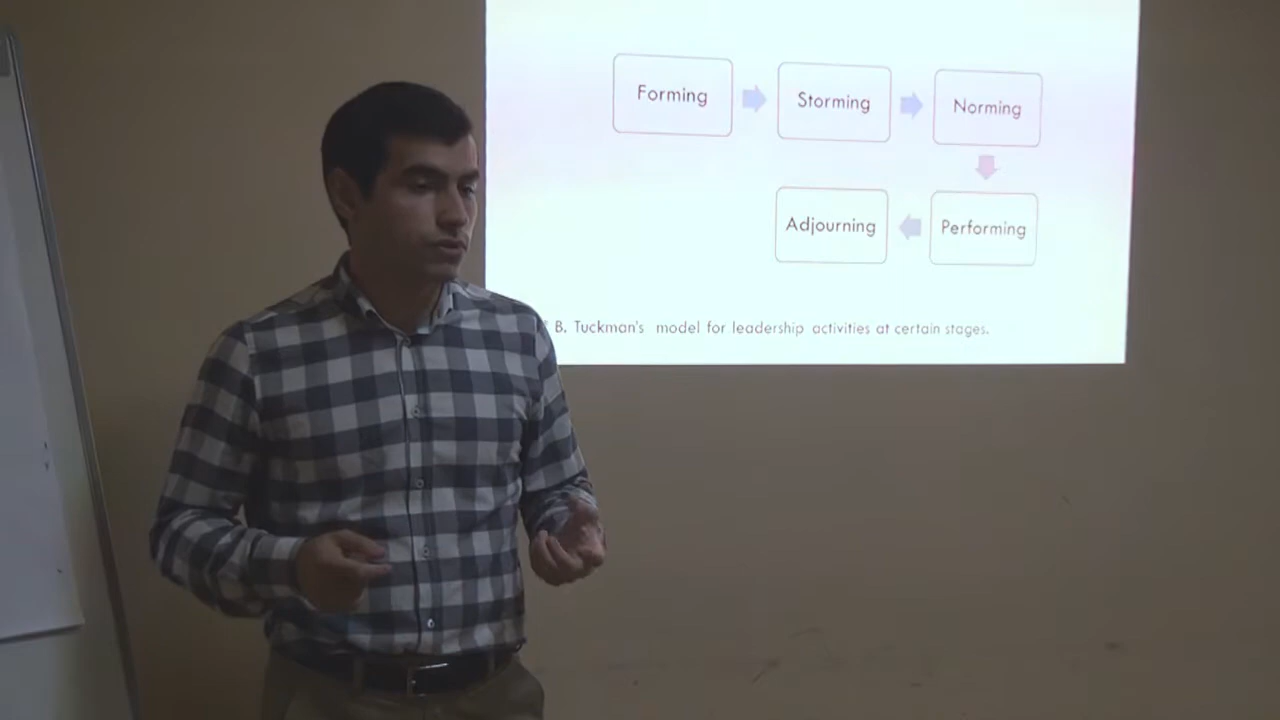 Forming
Storming
Norming
Adjourning
Performing
B. Tuckman's model for leadership activities at certain stages.